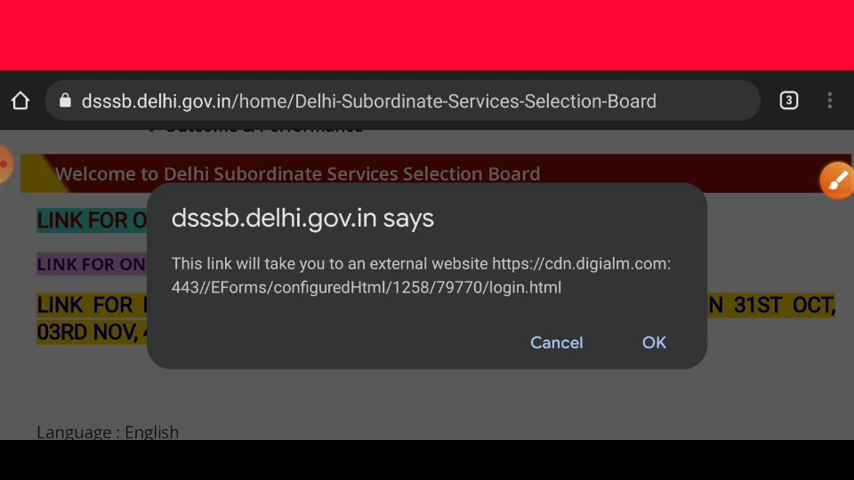 dsssb.delhi.gov.in/home/Delhi-Subordinate-Services-Selection-Board
3
Outcome & Performance
Welcome to Delhi Subordinate Services Selection Board
LINK FOR O
dsssb.delhi.gov.in says
LINK FOR ON
This link will take you to an external website https://cdn.digialm.com:
443//EForms/configuredHtml/1258/79770/login.html
LINK FOR N 31ST OCT,
03RD NOV, 4
Cancel OK
Language : English